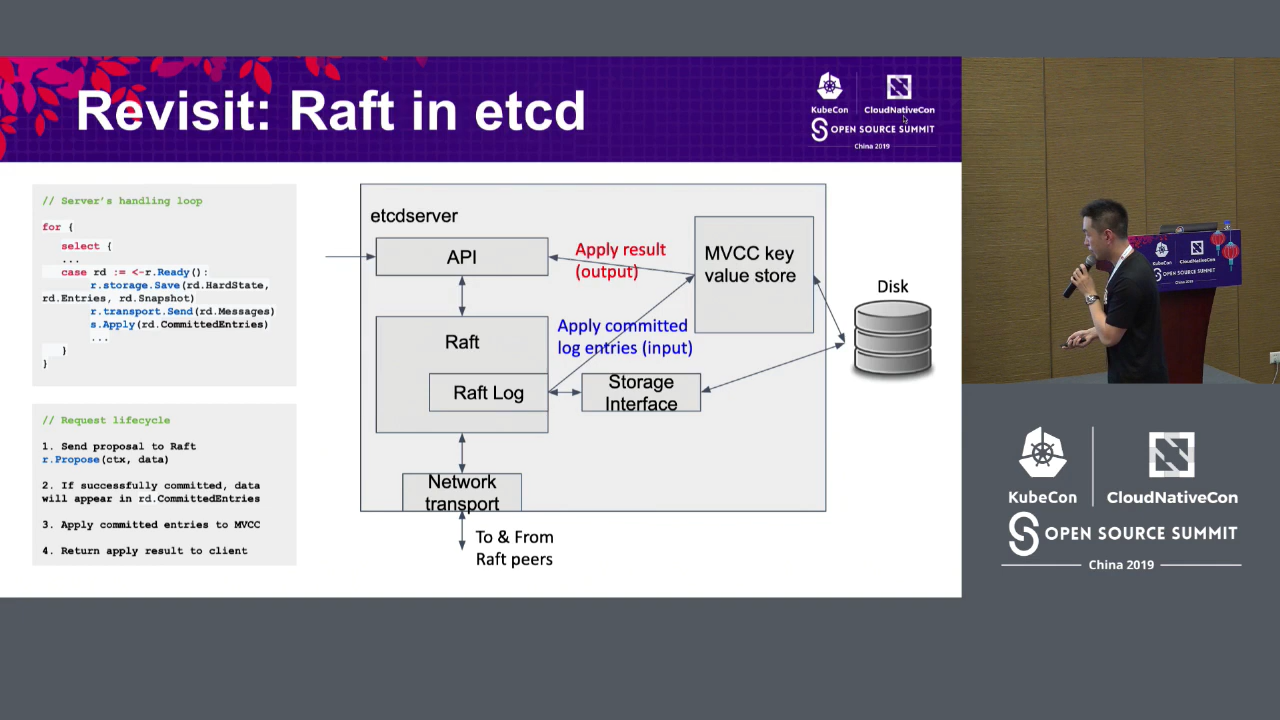 Revisit: Raft in etcd
KubeCon
CloudNativeCon
OPEN SOURCE SUMMIT
China 2019
// Server's handling loop
for {
select {
...
case rd := <-r.Ready():
r.storage.Save(rd.HardState,
rd.Entries, rd.Snapshot)
r.transport.Send(rd.Messages)
s.Apply(rd.CommittedEntries)
...
}
}
// Request lifecycle
1. Send proposal to Raft
r.Propose(ctx, data)
2. If successfully committed, data
will appear in rd.CommittedEntries
3. Apply committed entries to MVCC
4. Return apply result to client
etcdserver
API
Apply result
(output)
MVCC key
value store
Disk
Raft
Apply committed
log entries (input)
Raft Log
Storage
Interface
Network
transport
To & From
Raft peers
KubeCon
CloudNativeCon
OPEN SOURCE SUMMIT
KubeCon
CloudNativeCon
OPEN SOURCE SUMMIT
China 2019